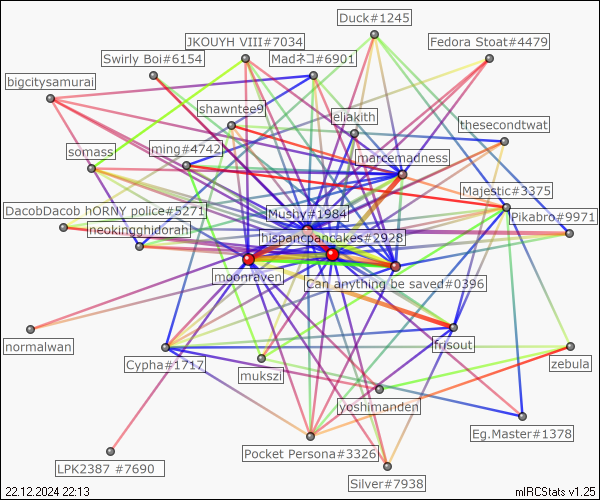 Duck#1245
JKOUYH VIII#7034
Fedora Stoat#4479
Swirly Boi#6154
Madネコ#6901
bigcitysamurai
shawntee9
eliakith
thesecondtwat
somass
ming#4742
marcemadness
Majestic#3375
DacobDacob hORNY police#5271
Mushy#1984
Pikabro#9971
neokingghidorah
hispancpancakes#2928
moonraven
Can anything be saved#0396
normalwan
frisout
Cypha#1717
zebula
mukszi
yoshimanden
Eg.Master#1378
Pocket Persona#3326
LPK2387 #7690
Silver#7938
22.12.2024 22:13
mIRCStats v1.25